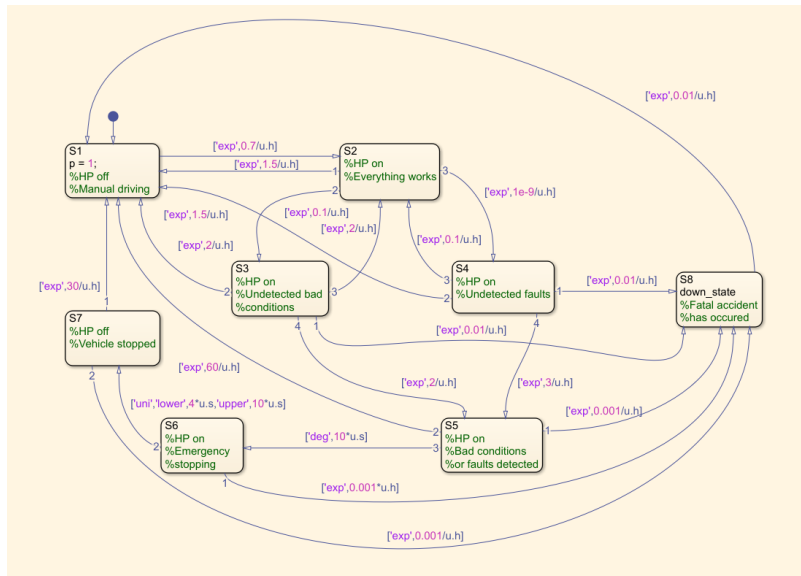 ['exp',0.01/u.h]
S1
p = 1;
%HP off
%Manual driving
['exp',0.7/u.h]
['exp',1.5/u.h]
1
S2
%HP on
%Everything works
2
3
['exp',1e-9/u.h]
['exp',1.5/u.h]
['exp',0.1/u.h]
['exp',2/u.h]
['exp',2/u.h]
['exp',0.1/u.h]
S3
%HP on
%Undetected bad
%conditions
2
3
4
1
S4
%HP on
%Undetected faults
3
2
1
4
['exp',0.01/u.h]
S8
down_state
%Fatal accident
%has occured
['exp',30/u.h]
1
S7
%HP off
%Vehicle stopped
2
['exp',0.01/u.h]
['exp',60/u.h]
['exp',2/u.h]
['exp',3/u.h]
['uni','lower',4*u.s,'upper',10*u.s]
['exp',0.001/u.h]
S6
%HP on
%Emergency
%stopping
2
1
['deg',10*u.s]
S5
%HP on
%Bad conditions
%or faults detected
2
3
1
['exp',0.001*u.h]
['exp',0.001/u.h]